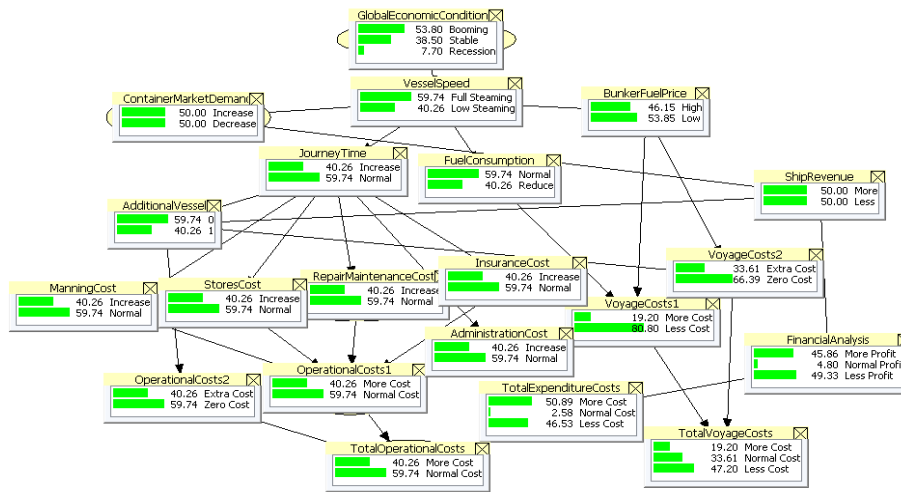 GlobalEconomicCondition
53.80 Booming
38.50 Stable
7.70 Recession
VesselSpeed
59.74 Full Steaming
40.26 Low Steaming
ContainerMarketDemand
50.00 Increase
50.00 Decrease
BunkerFuelPrice
46.15 High
53.85 Low
JourneyTime
40.26 Increase
59.74 Normal
FuelConsumption
59.74 Normal
40.26 Reduce
ShipRevenue
50.00 More
50.00 Less
AdditionalVessel
59.74 0
40.26 1
VoyageCosts2
33.61 Extra Cost
66.39 Zero Cost
ManningCost
40.26 Increase
59.74 Normal
StoresCost
40.26 Increase
59.74 Normal
RepairMaintenanceCost
40.26 Increase
59.74 Normal
InsuranceCost
40.26 Increase
59.74 Normal
VoyageCosts1
19.20 More Cost
80.80 Less Cost
AdministrationCost
40.26 Increase
59.74 Normal
FinancialAnalysis
45.86 More Profit
4.80 Normal Profi
49.33 Less Profit
OperationalCosts2
40.26 Extra Cost
59.74 Zero Cost
OperationalCosts1
40.26 More Cost
59.74 Normal Cost
TotalExpenditureCosts
50.89 More Cost
2.58 Normal Cost
46.53 Less Cost
TotalOperationalCosts
40.26 More Cost
59.74 Normal Cost
TotalVoyageCosts
19.20 More Cost
33.61 Normal Cost
47.20 Less Cost